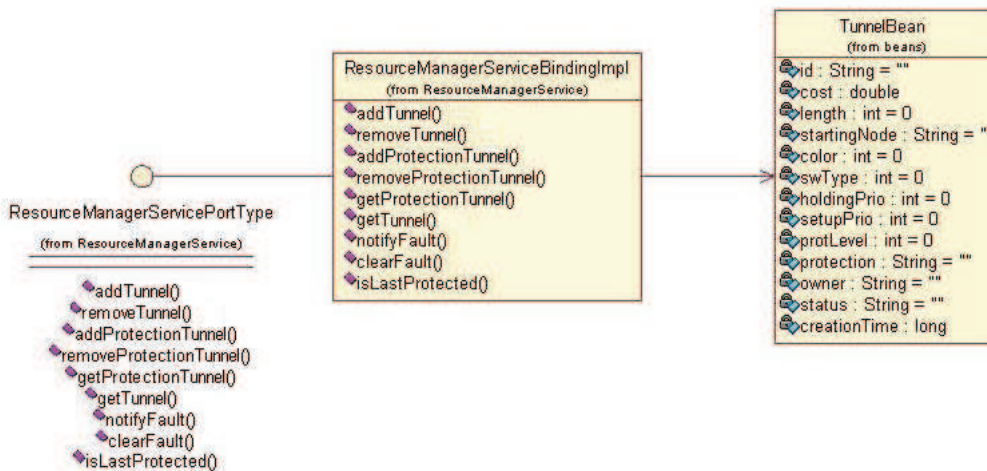 ResourceManagerServicePortType
(from ResourceManagerService)
addTunnel()
removeTunnel()
addProtectionTunnel()
removeProtectionTunnel()
getProtectionTunnel()
getTunnel()
notifyFault()
clearFault()
isLastProtected()
ResourceManagerServiceBindingImpl
(from ResourceManagerService)
addTunnel()
removeTunnel()
addProtectionTunnel()
removeProtectionTunnel()
getProtectionTunnel()
getTunnel()
notifyFault()
clearFault()
isLastProtected()
TunnelBean
(from beans)
id : String = ""
cost : double
length : int = 0
startingNode : String = "
color : int = 0
swType : int = 0
holdingPrio : int = 0
setupPrio : int = 0
protLevel : int = 0
protection : String = ""
owner : String = ""
status : String = ""
creationTime : long